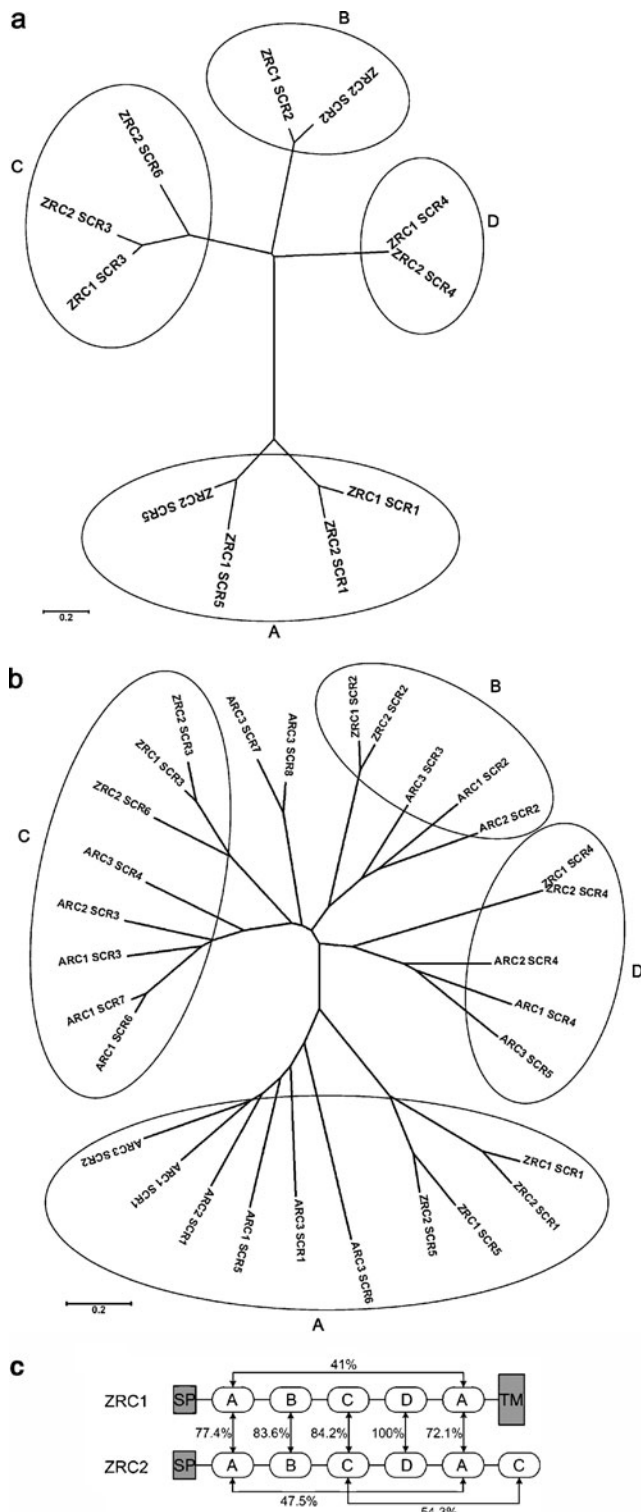 a
B
ZRC1 SCR2
ZRC2 SCR2
ZRC2 SCR6
C
ZRC2 SCR3
ZRC1 SCR3
ZRC1 SCR4
ZRC2 SCR4
D
ZRC2 SCR5
ZRC1 SCR5
ZRC1 SCR1
ZRC2 SCR1
0.2
A
b
B
ZRC2 SCR3
ZRC1 SCR3
ZRC2 SCR6
ARC3 SCR7
ARC3 SCR8
ZRC1 SCR2
ZRC2 SCR2
ARC3 SCR3
ARC1 SCR2
ARC2 SCR2
C
ARC3 SCR4
ARC2 SCR3
ARC1 SCR3
ARC1 SCR7
ARC1 SCR6
ZRC1 SCR4
ZRC2 SCR4
ARC2 SCR4
D
ARC1 SCR4
ARC3 SCR5
ARC3 SCR2
ARC1 SCR1
ARC2 SCR1
ARC1 SCR5
ARC3 SCR1
ARC3 SCR6
ZRC2 SCR5
ZRC1 SCR5
ZRC2 SCR1
ZRC1 SCR1
0.2
A
c
41%
ZRC1 SP A B C D A TM
77.4% 83.6% 84.2% 100% 72.1%
ZRC2 SP A B C D A C
47.5%
54.3%